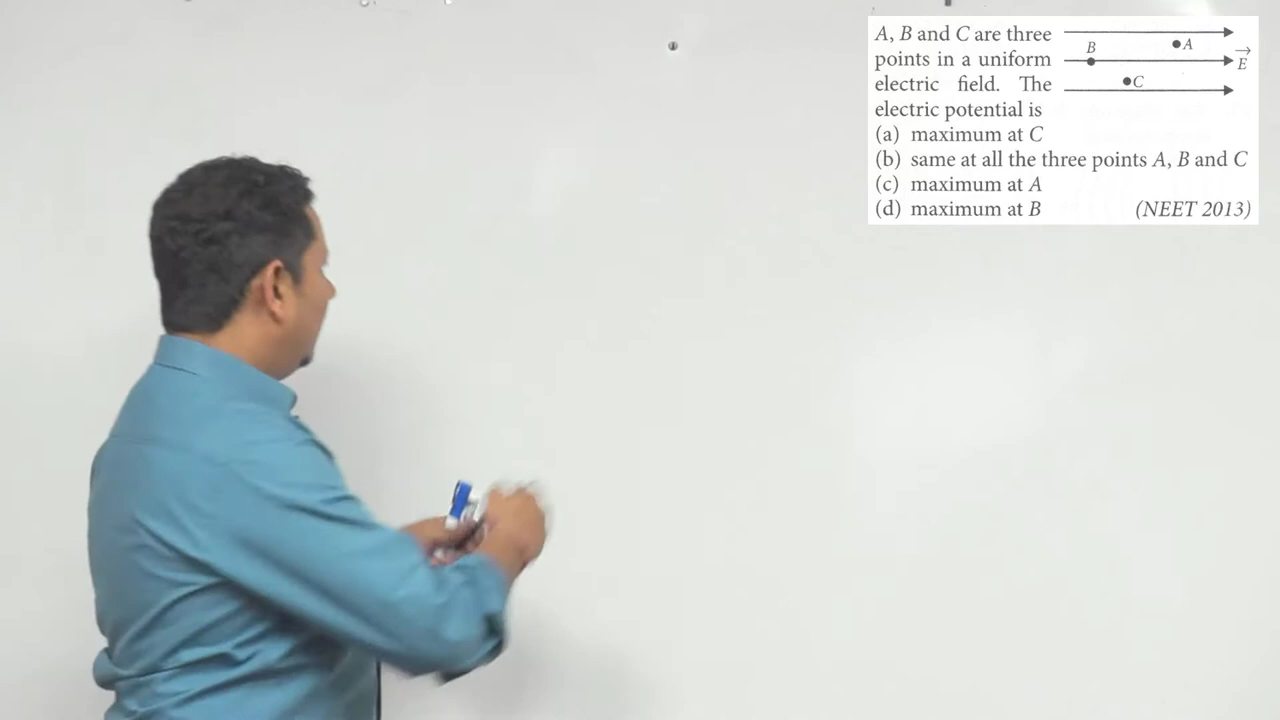 A, B and C are three
points in a uniform
electric field. The
electric potential is
B
A
C
E
(a) maximum at C
(b) same at all the three points A, B and C
(c) maximum at A
(d) maximum at B (NEET 2013)